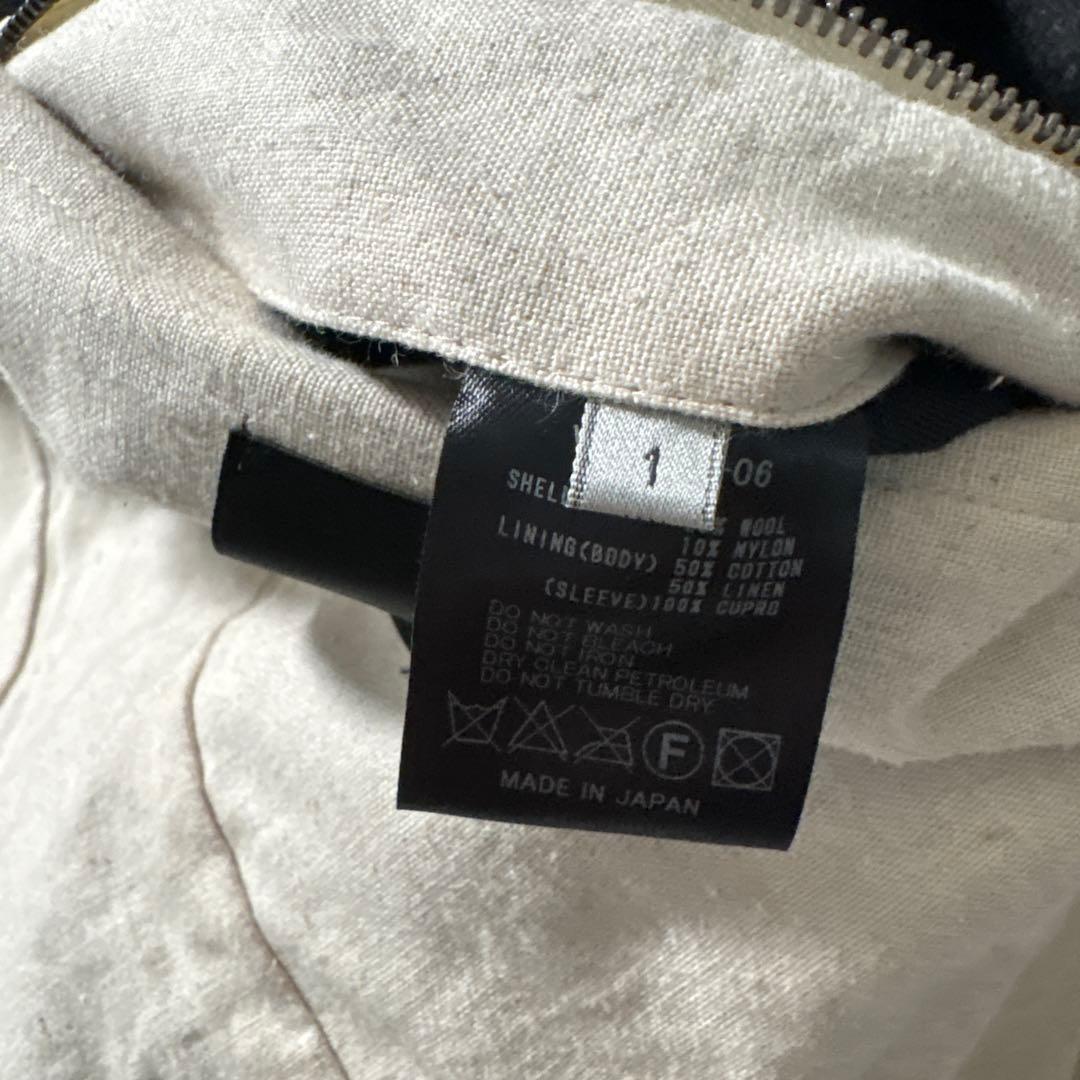 1
-06
SHELL
% WOOL
10% NYLON
LINING(BODY) 50% COTTON
50% LINEN
(SLEEVE)100% CUPRO
DO NOT WASH
DO NOT BLEACH
DO NOT IRON
DRY CLEAN PETROLEUM
DO NOT TUMBLE DRY
F
MADE IN JAPAN